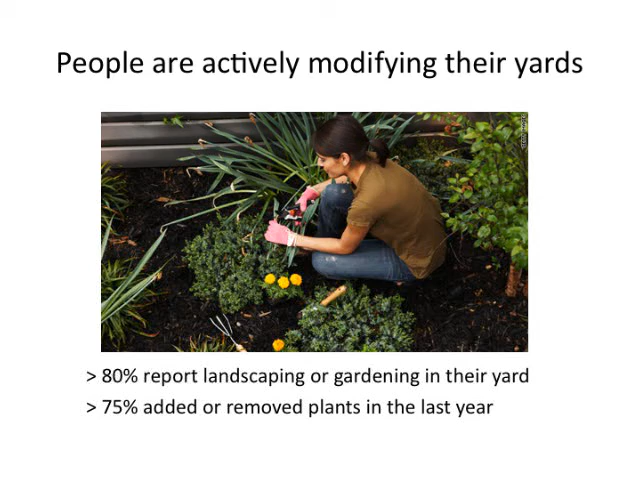 People are actively modifying their yards
> 80% report landscaping or gardening in their yard
> 75% added or removed plants in the last year